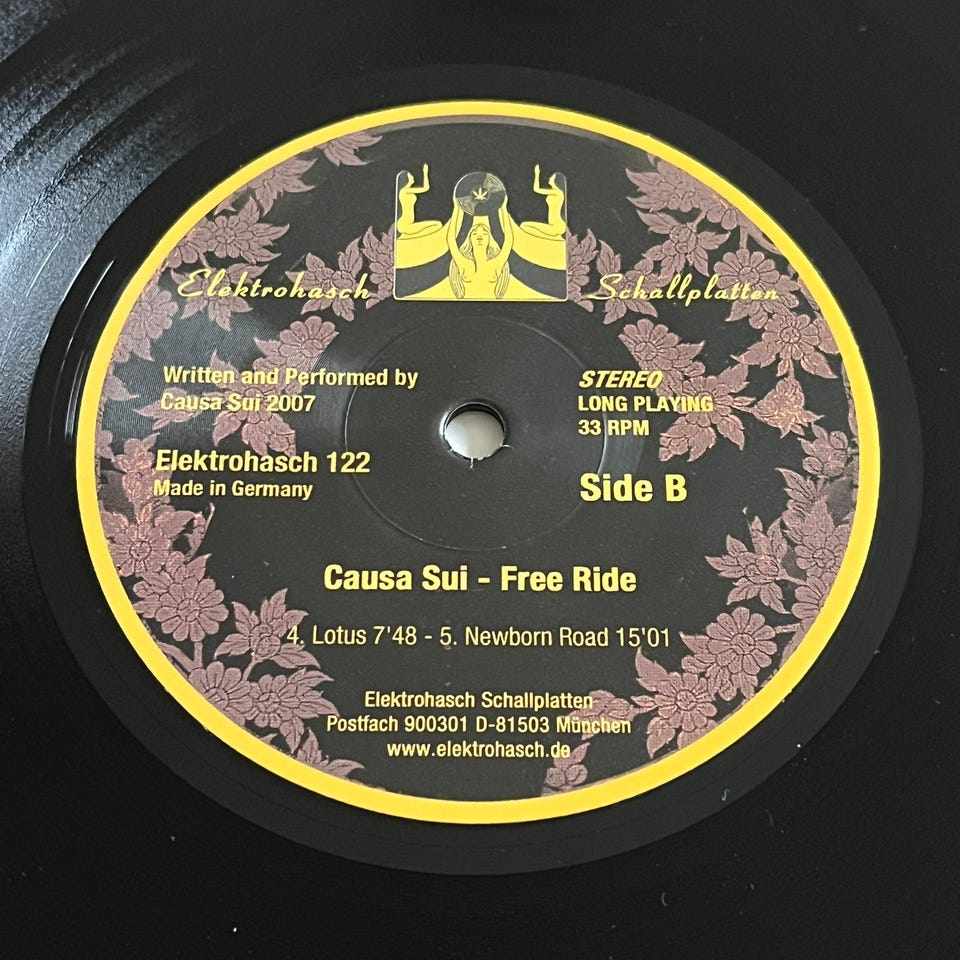 Elektrohasch Schallplatten
Written and Performed by
Causa Sui 2007
STEREO
LONG PLAYING
33 RPM
Elektrohasch 122
Made in Germany
Side B
Causa Sui - Free Ride
4. Lotus 7'48 - 5. Newborn Road 15'01
Elektrohasch Schallplatten
Postfach 900301 D-81503 München
www.elektrohasch.de